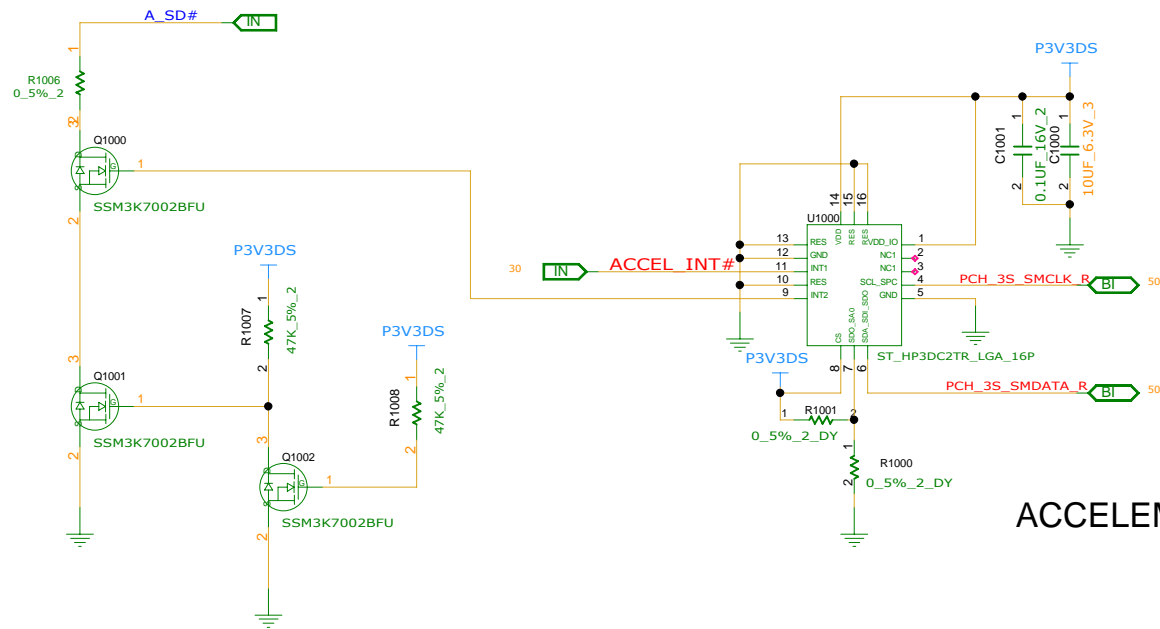 A_SD#
IN
1
R1006
0_5%_2
2
3
Q1000
G
1
SSM3K7002BFU
2
P3V3DS
1
R1007
47K_5%_2
2
P3V3DS
1
R1008
47K_5%_2
2
3
Q1001
G
1
SSM3K7002BFU
2
3
Q1002
G
1
SSM3K7002BFU
2
P3V3DS
1
C1001
0.1UF_16V_2
2
1
C1000
10UF_6.3V_3
2
14
15
16
U1000
VDD
RES
RES
13
RES
VDD_IO
1
12
GND
NC1
2
30
IN
ACCEL_INT#
11
INT1
NC1
3
10
RES
SCL_SPC
4
PCH_3S_SMCLK_R
BI
50
9
INT2
GND
5
CS
SDO_SA0
SDA_SDI_SDO
ST_HP3DC2TR_LGA_16P
8
7
6
P3V3DS
PCH_3S_SMDATA_R
BI
50
1
R1001
2
0_5%_2_DY
1
R1000
2
0_5%_2_DY
ACCELEM